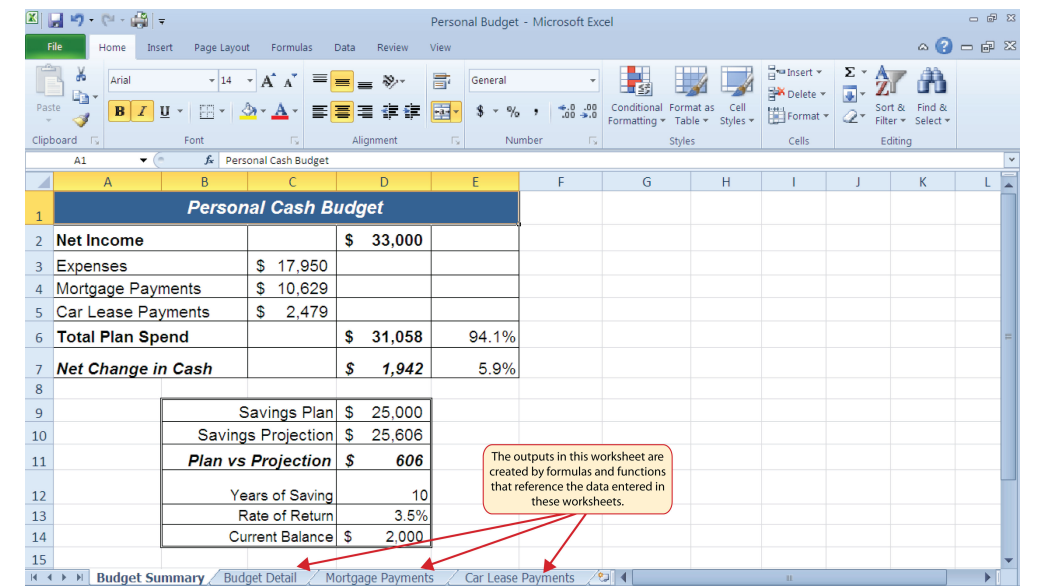 Personal Budget - Microsoft Excel
File Home Insert Page Layout Formulas Data Review View
Arial 14 A A General Insert Σ
Paste B I U A $ % , .0 .00 .00 .0 Conditional Formatting Format as Table Cell Styles Delete Format Sort & Filter Find & Select
Clipboard Font Alignment Number Styles Cells Editing
A1 fx Personal Cash Budget
A B C D E F G H I J K L
1 Personal Cash Budget
2 Net Income $ 33,000
3 Expenses $ 17,950
4 Mortgage Payments $ 10,629
5 Car Lease Payments $ 2,479
6 Total Plan Spend $ 31,058 94.1%
7 Net Change in Cash $ 1,942 5.9%
8
9 Savings Plan $ 25,000
10 Savings Projection $ 25,606
11 Plan vs Projection $ 606
12 Years of Saving 10
13 Rate of Return 3.5%
14 Current Balance $ 2,000
15
The outputs in this worksheet are
created by formulas and functions
that reference the data entered in
these worksheets.
Budget Summary Budget Detail Mortgage Payments Car Lease Payments